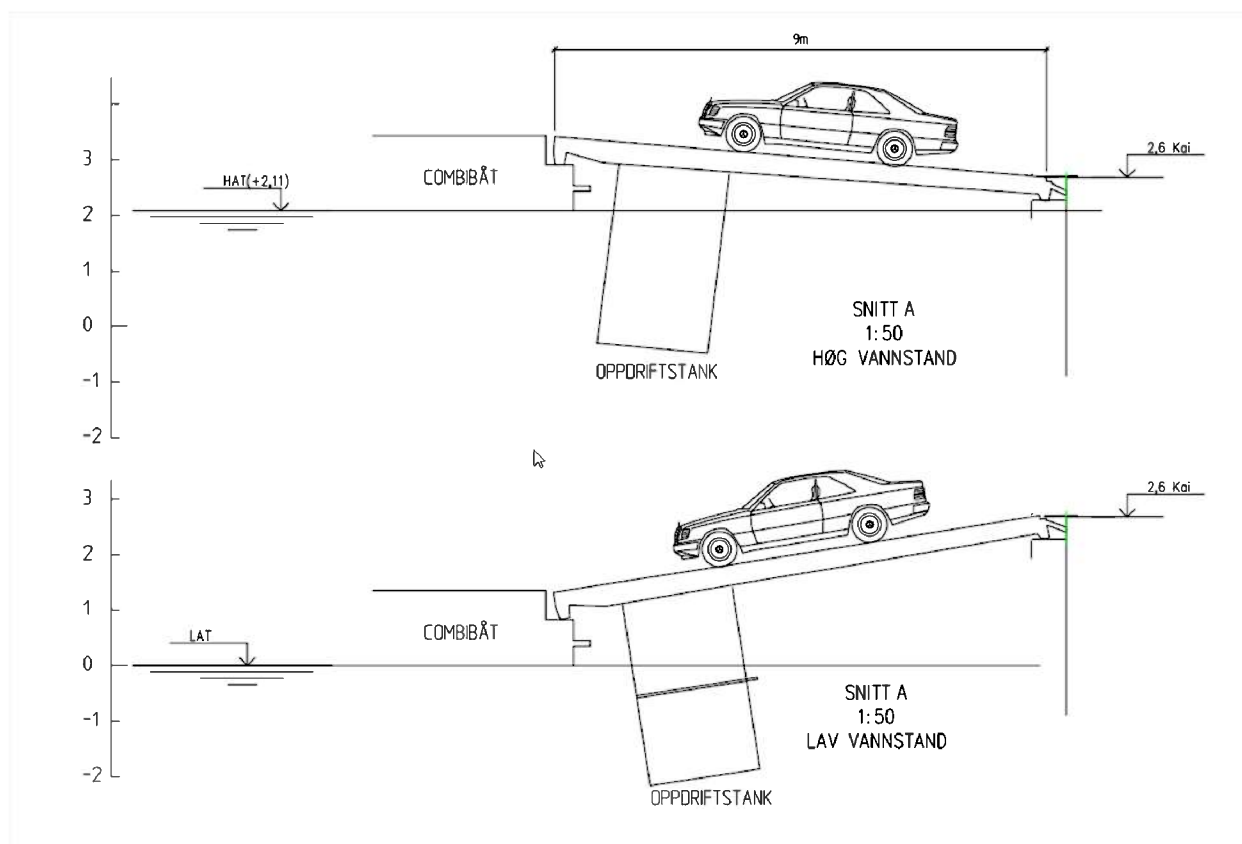 9m
3
2
1
0
-1
-2
HAT(+2,11)
COMBIBÅT
2,6 Kai
SNITT A
1:50
HØG VANNSTAND
OPPDRIFTSTANK
3
2
1
0
-1
-2
LAT
COMBIBÅT
2,6 Kai
SNITT A
1:50
LAV VANNSTAND
OPPDRIFTSTANK